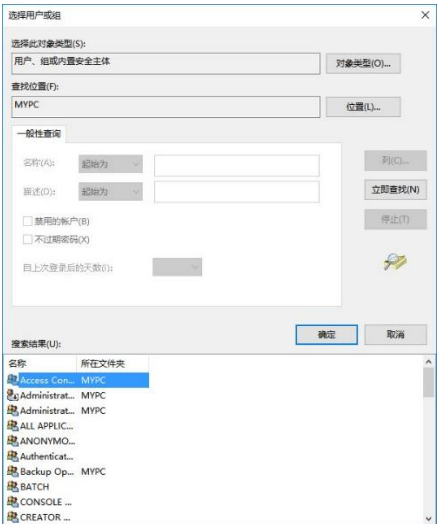 选择用户或组
选择此对象类型(S):
用户、组或内置安全主体
对象类型(O)...
查找位置(F):
MYPC
位置(L)...
一般性查询
名称(A):
起始为
列(C)...
描述(D):
起始为
立即查找(N)
禁用的帐户(B)
停止(T)
不过期密码(X)
自上次登录后的天数(I):
确定
取消
搜索结果(U):
名称 所在文件夹
Access Con... MYPC
Administrat... MYPC
Administrat... MYPC
ALL APPLIC...
ANONYMO...
Authenticat...
Backup Op... MYPC
BATCH
CONSOLE ...
CREATOR ...